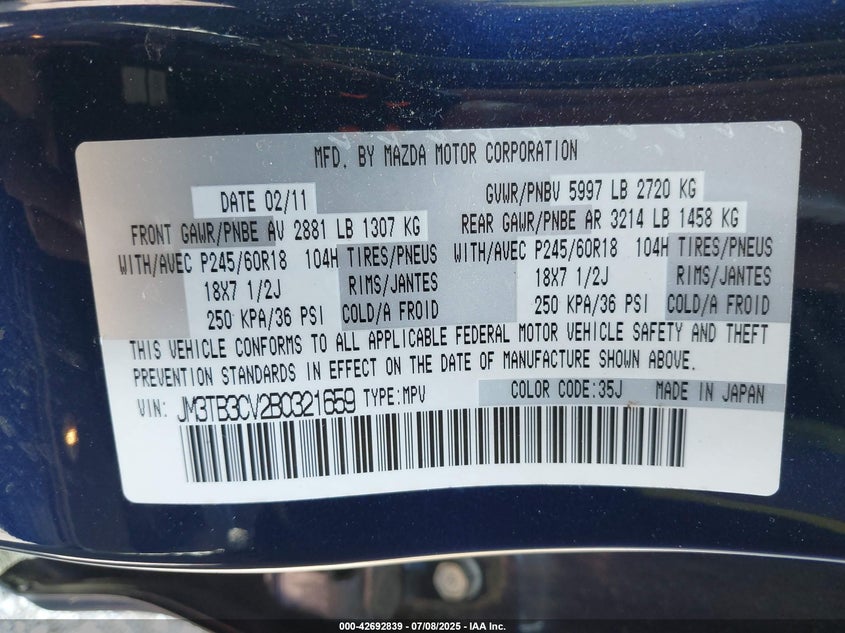 MFD. BY MAZDA MOTOR CORPORATION
DATE 02/11 GVWR/PNBV 5997 LB 2720 KG
FRONT GAWR/PNBE AV 2881 LB 1307 KG REAR GAWR/PNBE AR 3214 LB 1458 KG
WITH/AVEC P245/60R18 104H TIRES/PNEUS WITH/AVEC P245/60R18 104H TIRES/PNEUS
18X7 1/2J RIMS/JANTES 18X7 1/2J RIMS/JANTES
250 KPA/36 PSI COLD/A FROID 250 KPA/36 PSI COLD/A FROID
THIS VEHICLE CONFORMS TO ALL APPLICABLE FEDERAL MOTOR VEHICLE SAFETY AND THEFT
PREVENTION STANDARDS IN EFFECT ON THE DATE OF MANUFACTURE SHOWN ABOVE.
VIN: JM3TB3CV2B0321659 TYPE:MPV COLOR CODE:35J MADE IN JAPAN
000-42692839 - 07/08/2025 - IAA Inc.